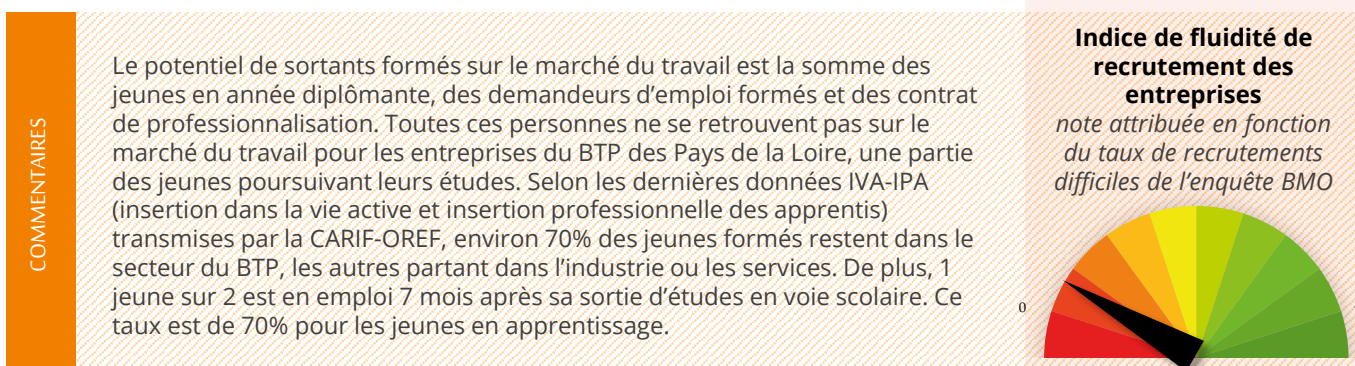 COMMENTAIRES
Le potentiel de sortants formés sur le marché du travail est la somme des
jeunes en année diplômante, des demandeurs d’emploi formés et des contrat
de professionnalisation. Toutes ces personnes ne se retrouvent pas sur le
marché du travail pour les entreprises du BTP des Pays de la Loire, une partie
des jeunes poursuivant leurs études. Selon les dernières données IVA-IPA
(insertion dans la vie active et insertion professionnelle des apprentis)
transmises par la CARIF-OREF, environ 70% des jeunes formés restent dans le
secteur du BTP, les autres partant dans l’industrie ou les services. De plus, 1
jeune sur 2 est en emploi 7 mois après sa sortie d’études en voie scolaire. Ce
taux est de 70% pour les jeunes en apprentissage.
Indice de fluidité de
recrutement des
entreprises
note attribuée en fonction
du taux de recrutements
difficiles de l’enquête BMO
0